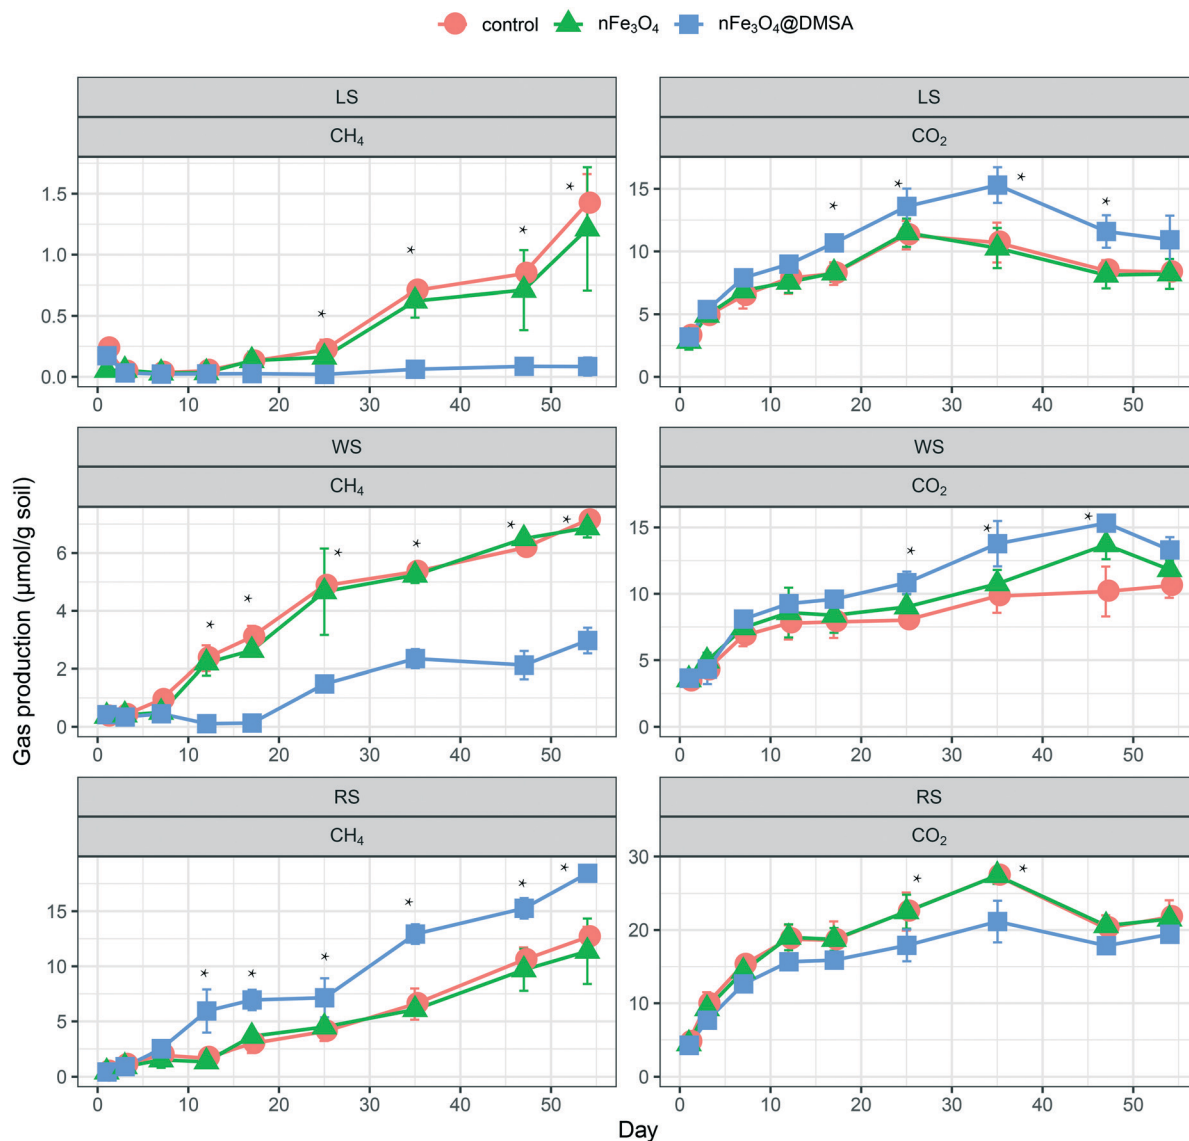 control nFe₃O₄ nFe₃O₄@DMSA
LS
CH₄
1.5
1.0
0.5
0.0
0 10 20 30 40 50
LS
CO₂
15
10
5
0
0 10 20 30 40 50
WS
CH₄
6
4
2
0
0 10 20 30 40 50
WS
CO₂
15
10
5
0
0 10 20 30 40 50
RS
CH₄
15
10
5
0
0 10 20 30 40 50
RS
CO₂
30
20
10
0
0 10 20 30 40 50
Gas production (µmol/g soil)
Day